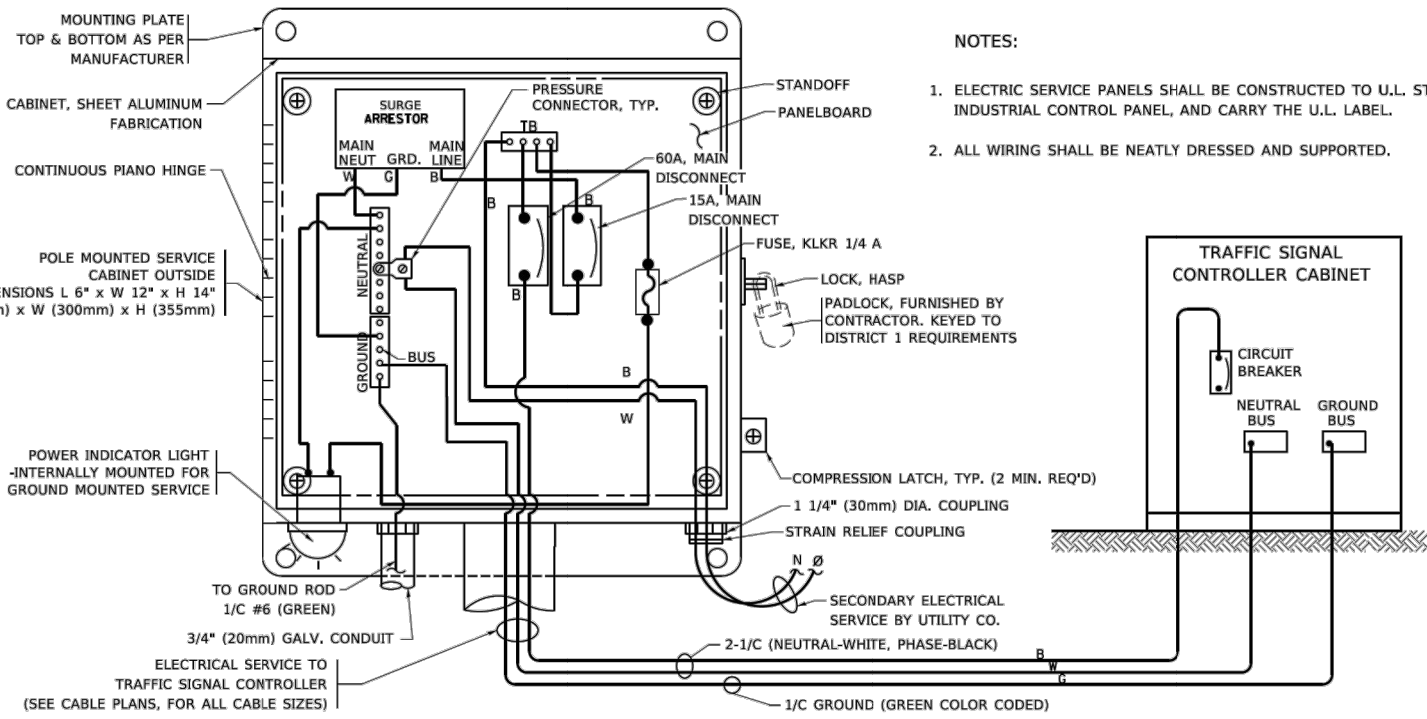 MOUNTING PLATE
TOP & BOTTOM AS PER
MANUFACTURER
CABINET, SHEET ALUMINUM
FABRICATION
CONTINUOUS PIANO HINGE
POLE MOUNTED SERVICE
CABINET OUTSIDE
L 6" x W 12" x H 14"
x W (300mm) x H (355mm)
POWER INDICATOR LIGHT
-INTERNALLY MOUNTED FOR
GROUND MOUNTED SERVICE
TO GROUND ROD
1/C #6 (GREEN)
3/4" (20mm) GALV. CONDUIT
ELECTRICAL SERVICE TO
TRAFFIC SIGNAL CONTROLLER
(SEE CABLE PLANS, FOR ALL CABLE SIZES)
SURGE
ARRESTOR
MAIN
NEUT
GRD.
MAIN
LINE
W
G
B
NEUTRAL
GROUND
BUS
PRESSURE
CONNECTOR, TYP.
TB
B
B
B
B
W
60A, MAIN
DISCONNECT
15A, MAIN
DISCONNECT
STANDOFF
PANELBOARD
FUSE, KLKR 1/4 A
LOCK, HASP
PADLOCK, FURNISHED BY
CONTRACTOR. KEYED TO
DISTRICT 1 REQUIREMENTS
COMPRESSION LATCH, TYP. (2 MIN. REQ'D)
1 1/4" (30mm) DIA. COUPLING
STRAIN RELIEF COUPLING
N Ø
SECONDARY ELECTRICAL
SERVICE BY UTILITY CO.
2-1/C (NEUTRAL-WHITE, PHASE-BLACK)
B
W
G
1/C GROUND (GREEN COLOR CODED)
NOTES:
1. ELECTRIC SERVICE PANELS SHALL BE CONSTRUCTED TO U.L.
INDUSTRIAL CONTROL PANEL, AND CARRY THE U.L. LABEL.
2. ALL WIRING SHALL BE NEATLY DRESSED AND SUPPORTED.
TRAFFIC SIGNAL
CONTROLLER CABINET
CIRCUIT
BREAKER
NEUTRAL
BUS
GROUND
BUS